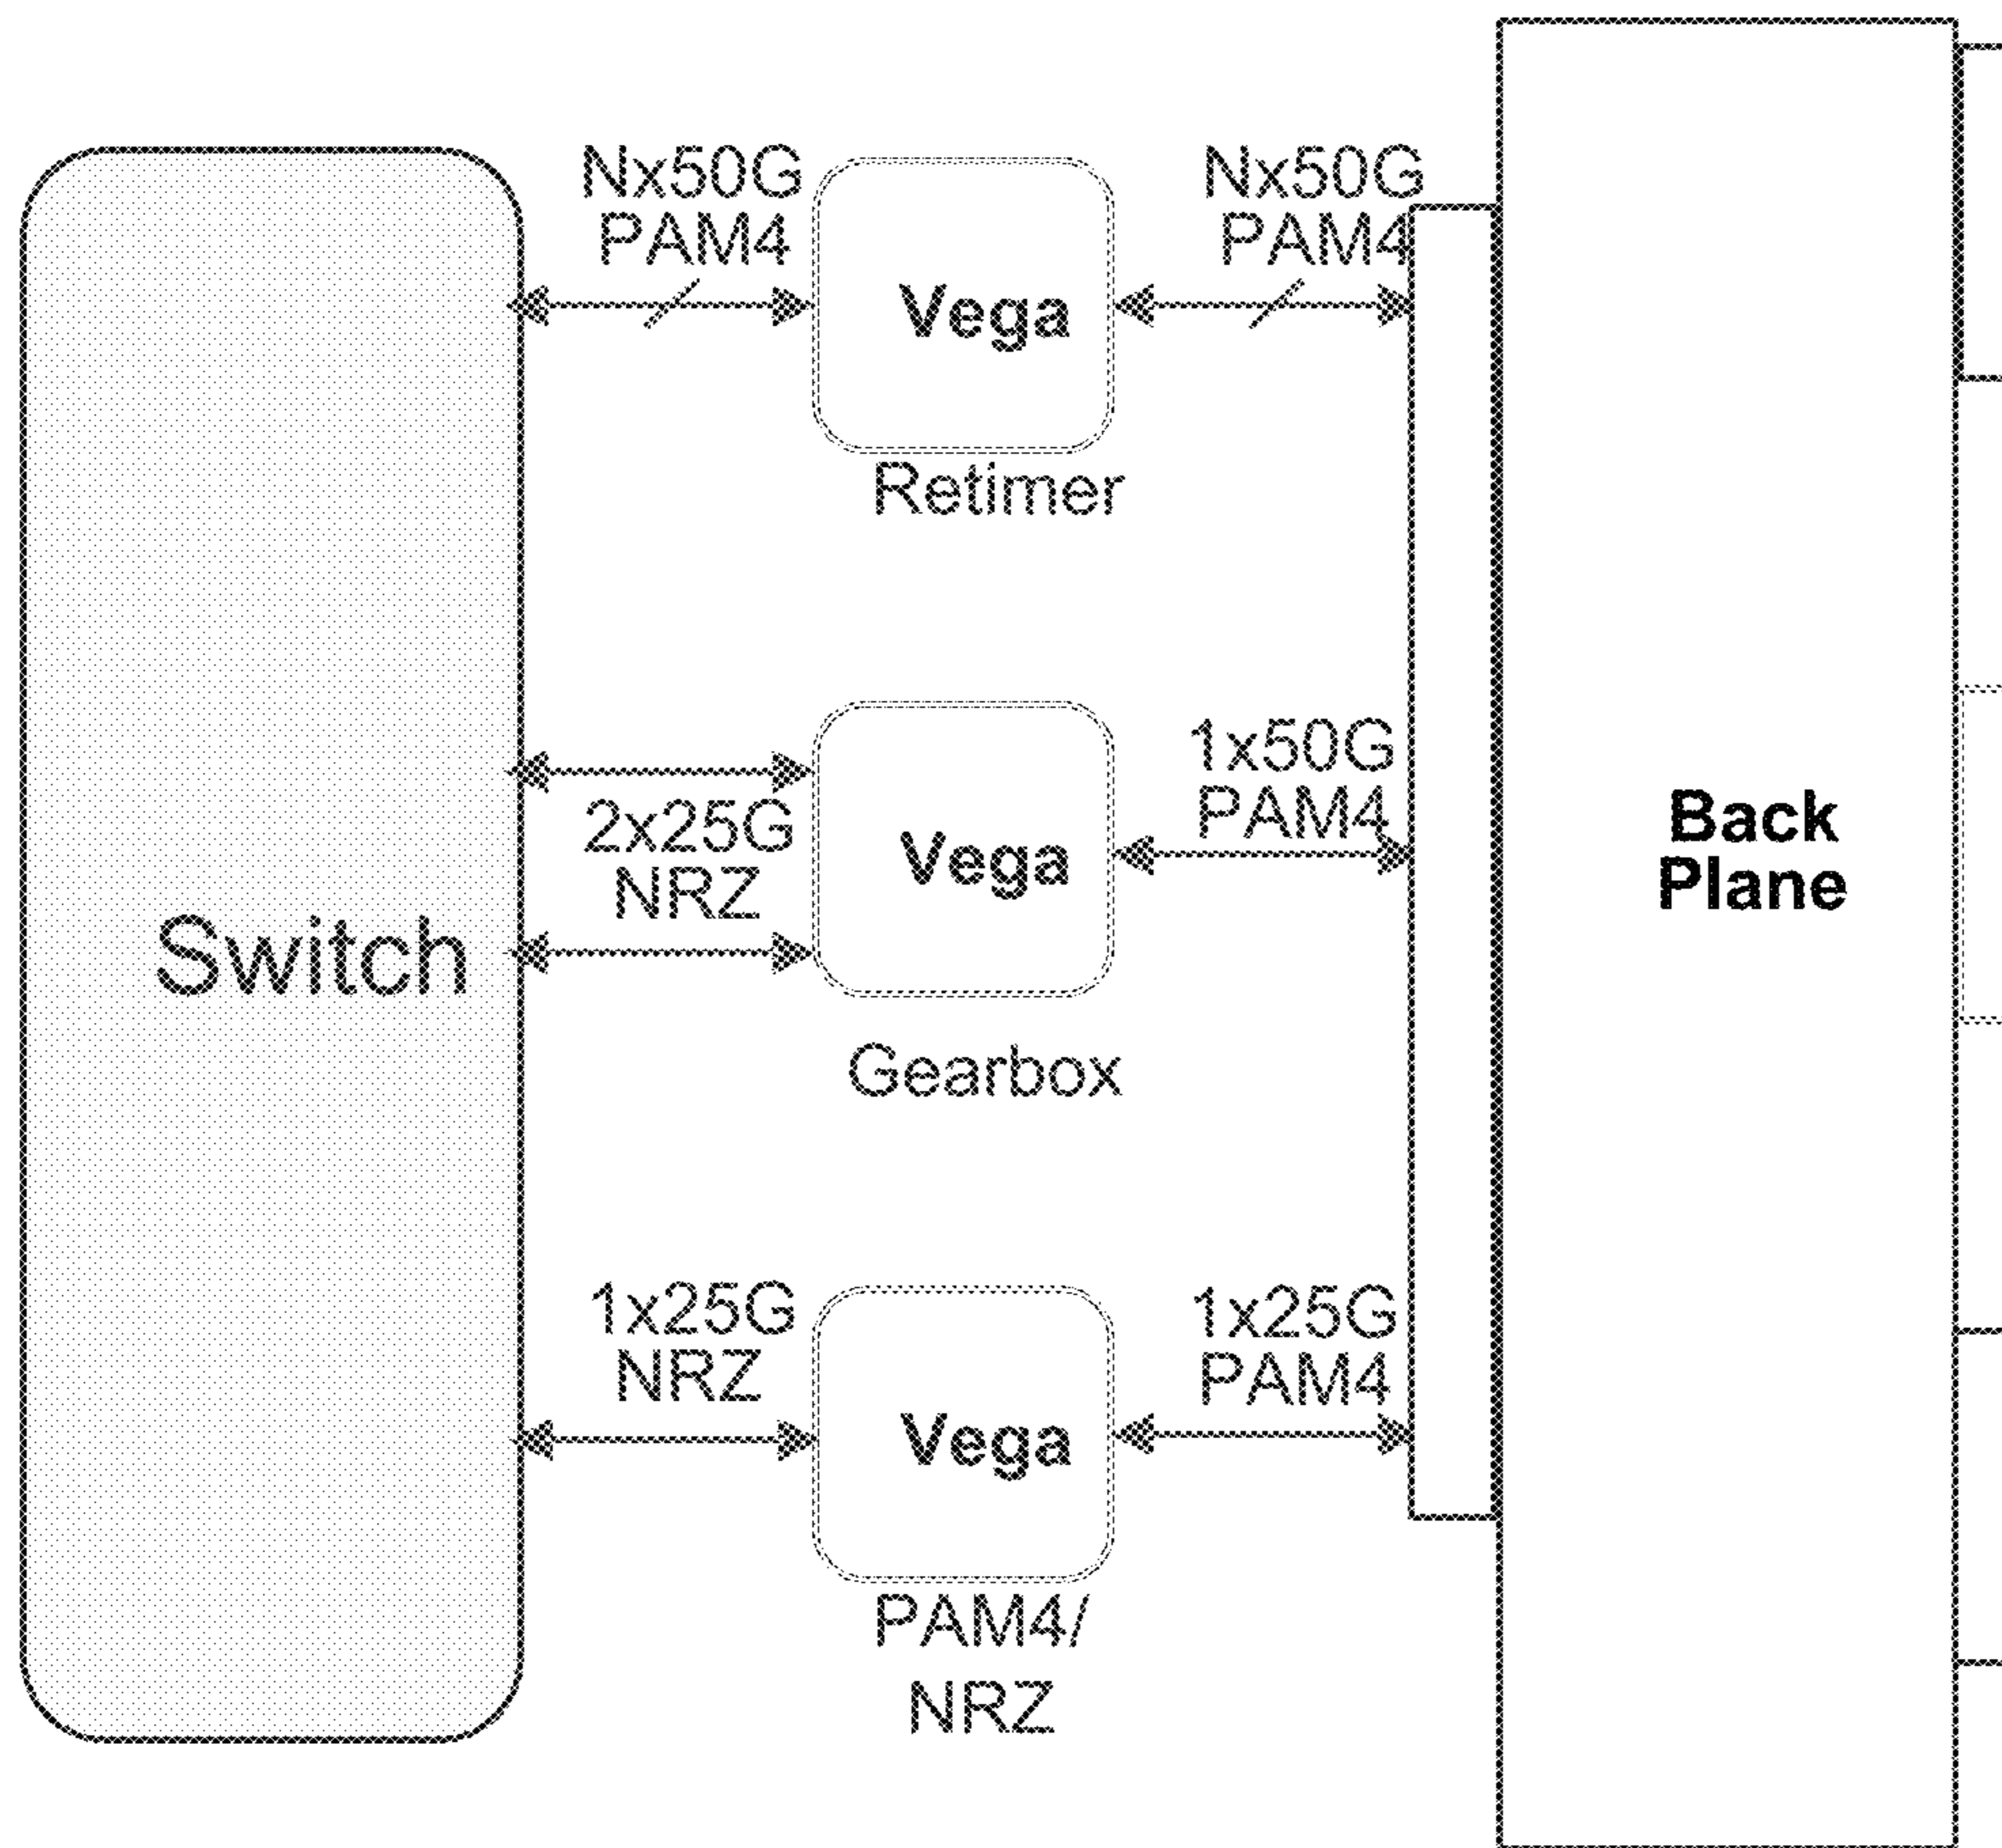 Switch
Nx50G
PAM4
Vega
Retimer
Nx50G
PAM4
2x25G
NRZ
Vega
Gearbox
1x50G
PAM4
1x25G
NRZ
Vega
PAM4/
NRZ
1x25G
PAM4
Back
Plane